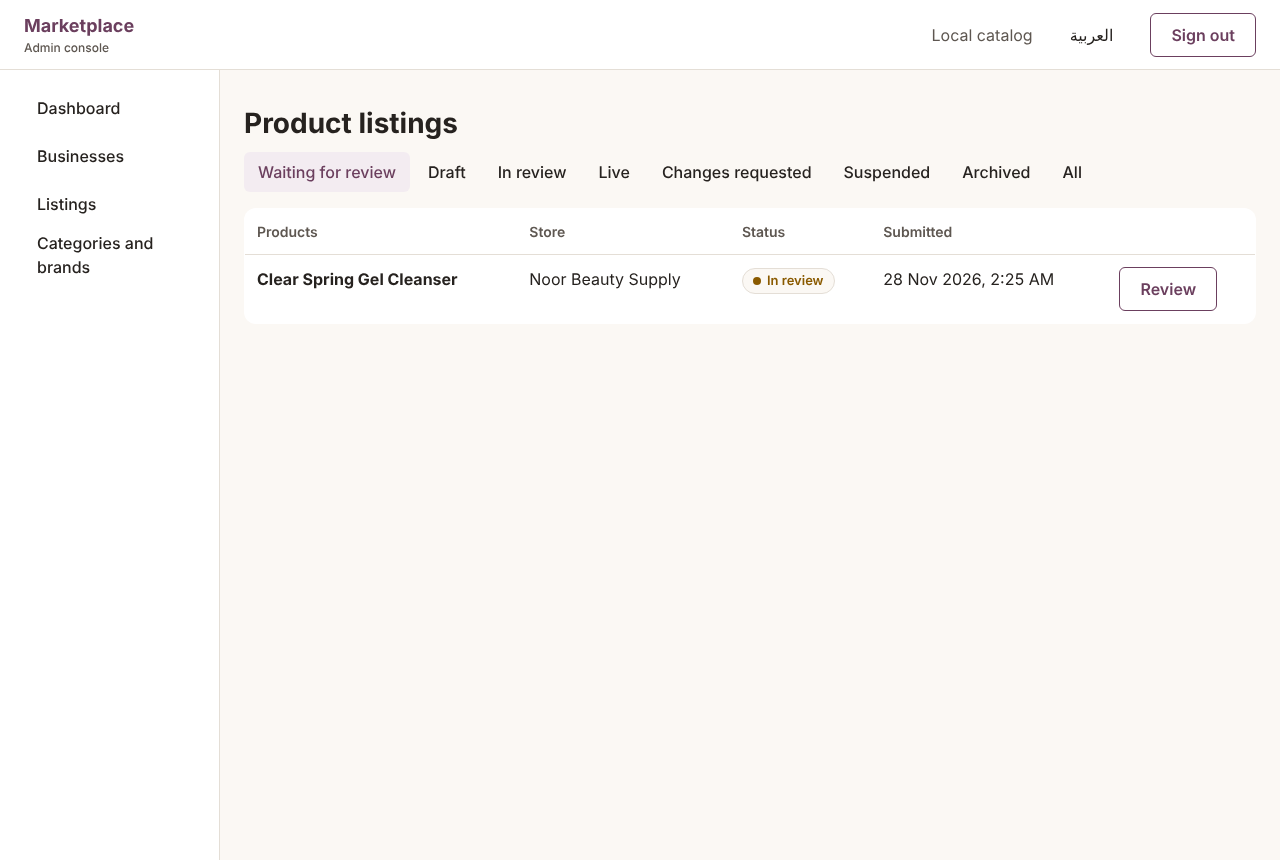 Marketplace
Admin console
Local catalog
العربية
Sign out
Dashboard
Businesses
Listings
Categories and
brands
Product listings
Waiting for review
Draft
In review
Live
Changes requested
Suspended
Archived
All
Products
Store
Status
Submitted
Clear Spring Gel Cleanser
Noor Beauty Supply
In review
28 Nov 2026, 2:25 AM
Review